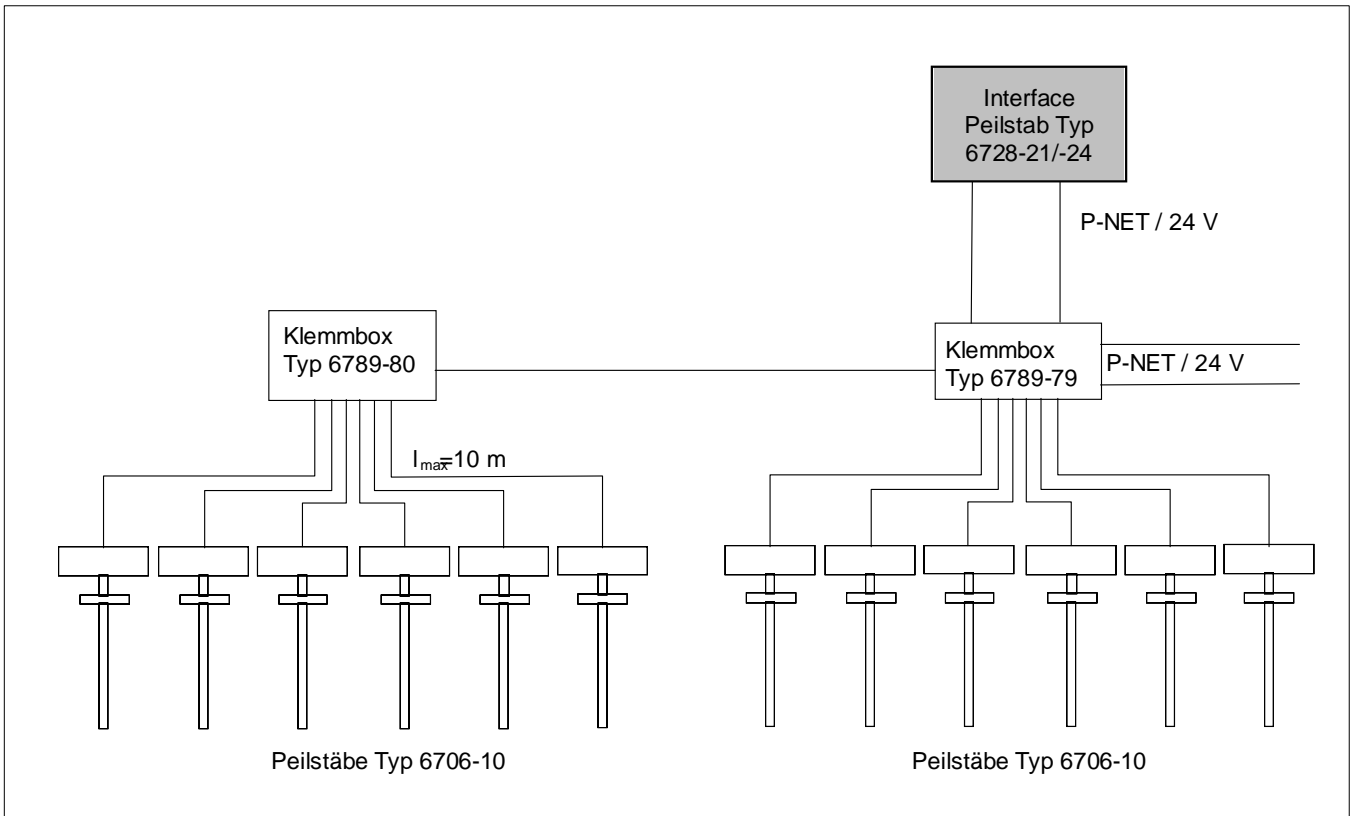 Interface
Peilstab Typ
6728-21/-24
P-NET / 24 V
Klemmbox
Typ 6789-80
Klemmbox
Typ 6789-79
P-NET / 24 V
lmax=10 m
Peilstäbe Typ 6706-10
Peilstäbe Typ 6706-10